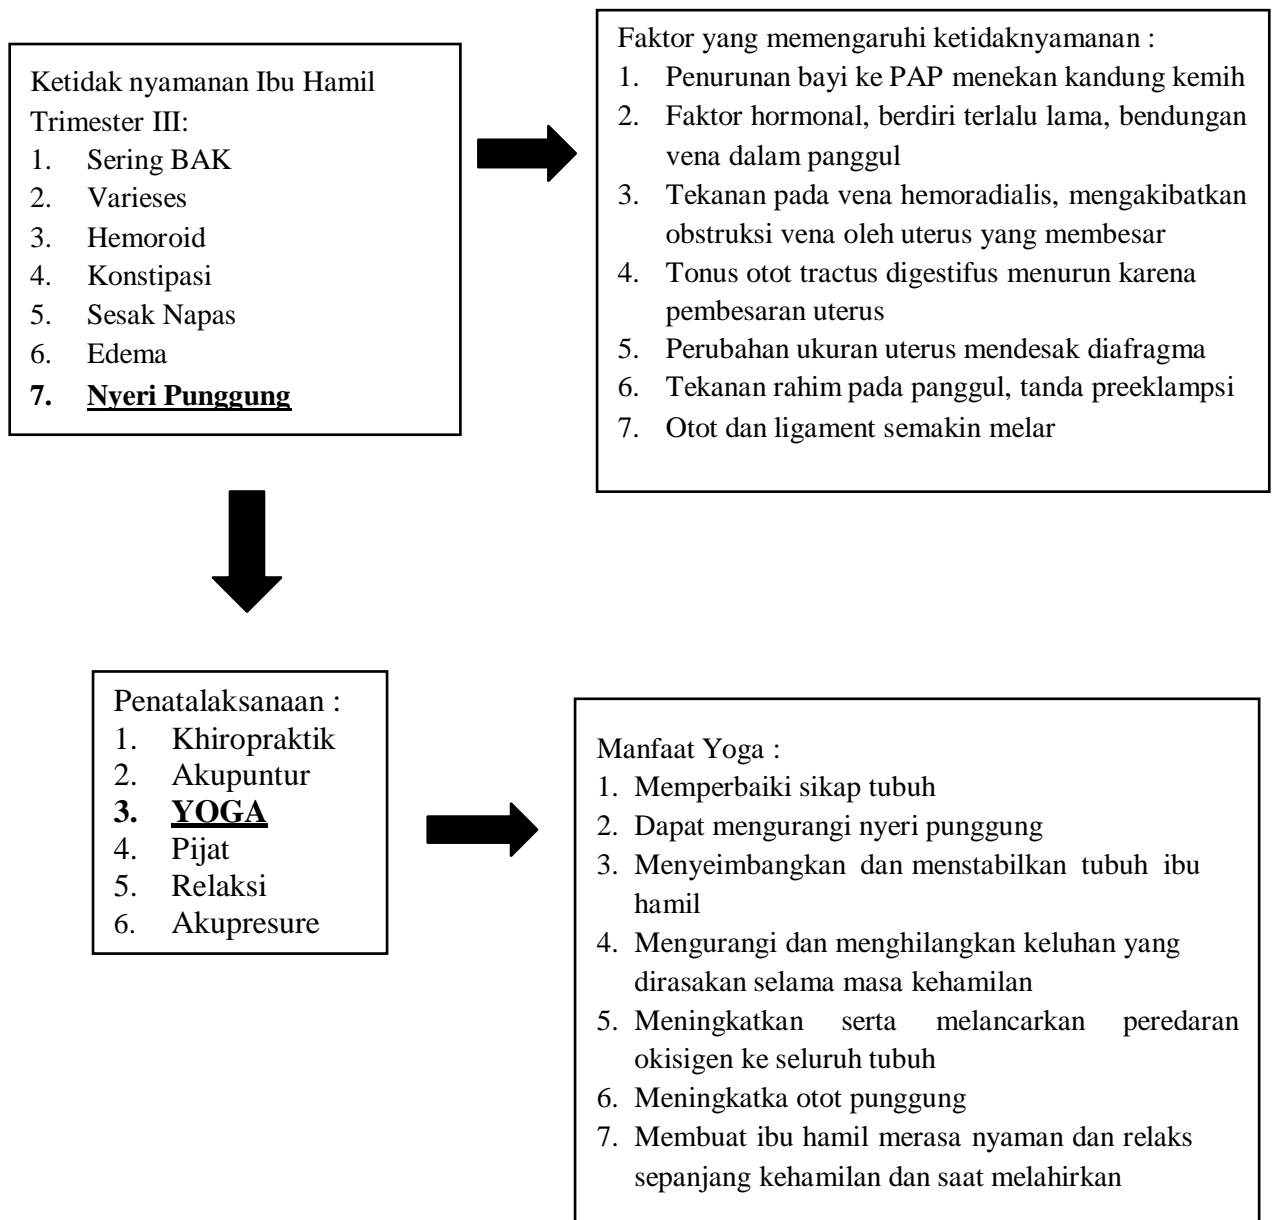 Ketidak nyamanan Ibu Hamil
Trimester III:
1. Sering BAK
2. Varieses
3. Hemoroid
4. Konstipasi
5. Sesak Napas
6. Edema
7. Nyeri Punggung
Faktor yang memengaruhi ketidaknyamanan :
1. Penurunan bayi ke PAP menekan kandung kemih
2. Faktor hormonal, berdiri terlalu lama, bendungan
vena dalam panggul
3. Tekanan pada vena hemoradialis, mengakibatkan
obstruksi vena oleh uterus yang membesar
4. Tonus otot tractus digestifus menurun karena
pembesaran uterus
5. Perubahan ukuran uterus mendesak diafragma
6. Tekanan rahim pada panggul, tanda preeklampsi
7. Otot dan ligament semakin melar
Penatalaksanaan :
1. Khiropraktik
2. Akupuntur
3. YOGA
4. Pijat
5. Relaksi
6. Akupresure
Manfaat Yoga :
1. Memperbaiki sikap tubuh
2. Dapat mengurangi nyeri punggung
3. Menyeimbangkan dan menstabilkan tubuh ibu
hamil
4. Mengurangi dan menghilangkan keluhan yang
dirasakan selama masa kehamilan
5. Meningkatkan serta melancarkan peredaran
okisigen ke seluruh tubuh
6. Meningkatka otot punggung
7. Membuat ibu hamil merasa nyaman dan relaks
sepanjang kehamilan dan saat melahirkan